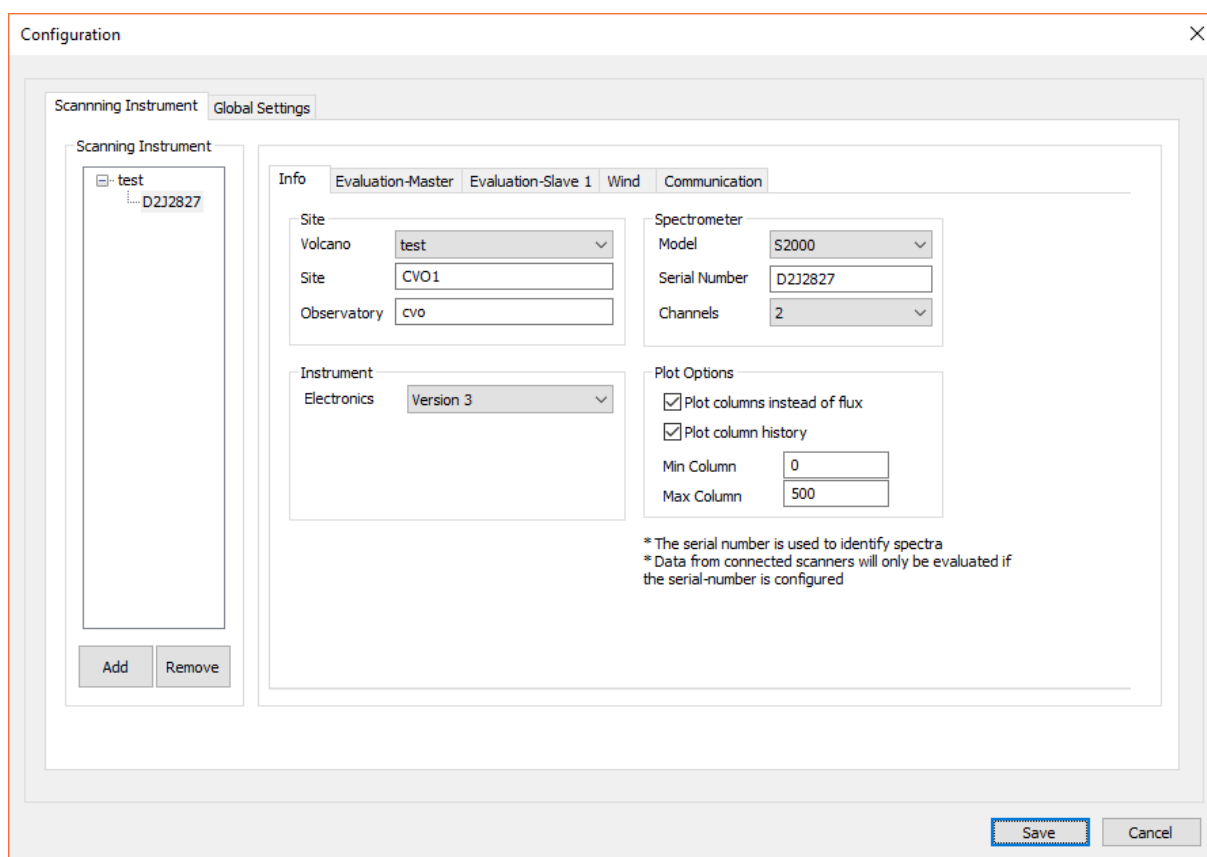 Configuration
Scannning Instrument
Global Settings
Scanning Instrument
test
D2J2827
Add
Remove
Info
Evaluation-Master
Evaluation-Slave 1
Wind
Communication
Site
Volcano
test
Site
CVO1
Observatory
cvo
Spectrometer
Model
S2000
Serial Number
D2J2827
Channels
2
Instrument
Electronics
Version 3
Plot Options
Plot columns instead of flux
Plot column history
Min Column
0
Max Column
500
* The serial number is used to identify spectra
* Data from connected scanners will only be evaluated if
the serial-number is configured
Save
Cancel